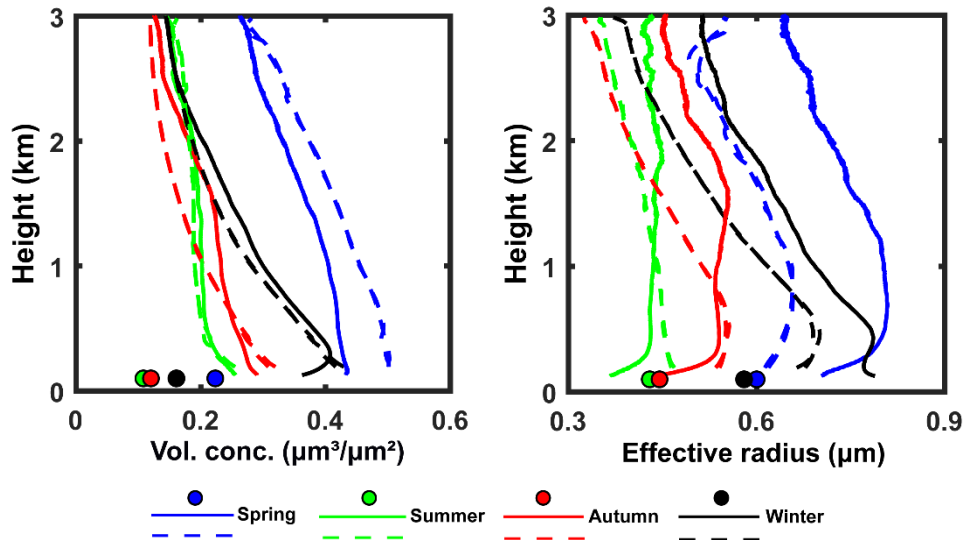 3
2
1
0
Height (km)
0
0.2
0.4
0.6
Vol. conc. (µm³/µm²)
3
2
1
0
Height (km)
0.3
0.6
0.9
Effective radius (µm)
Spring
Summer
Autumn
Winter